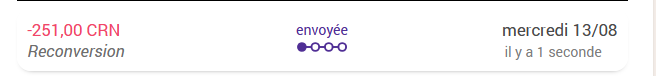 -251,00 CRN
Reconversion
envoyée
mercredi 13/08
il y a 1 seconde